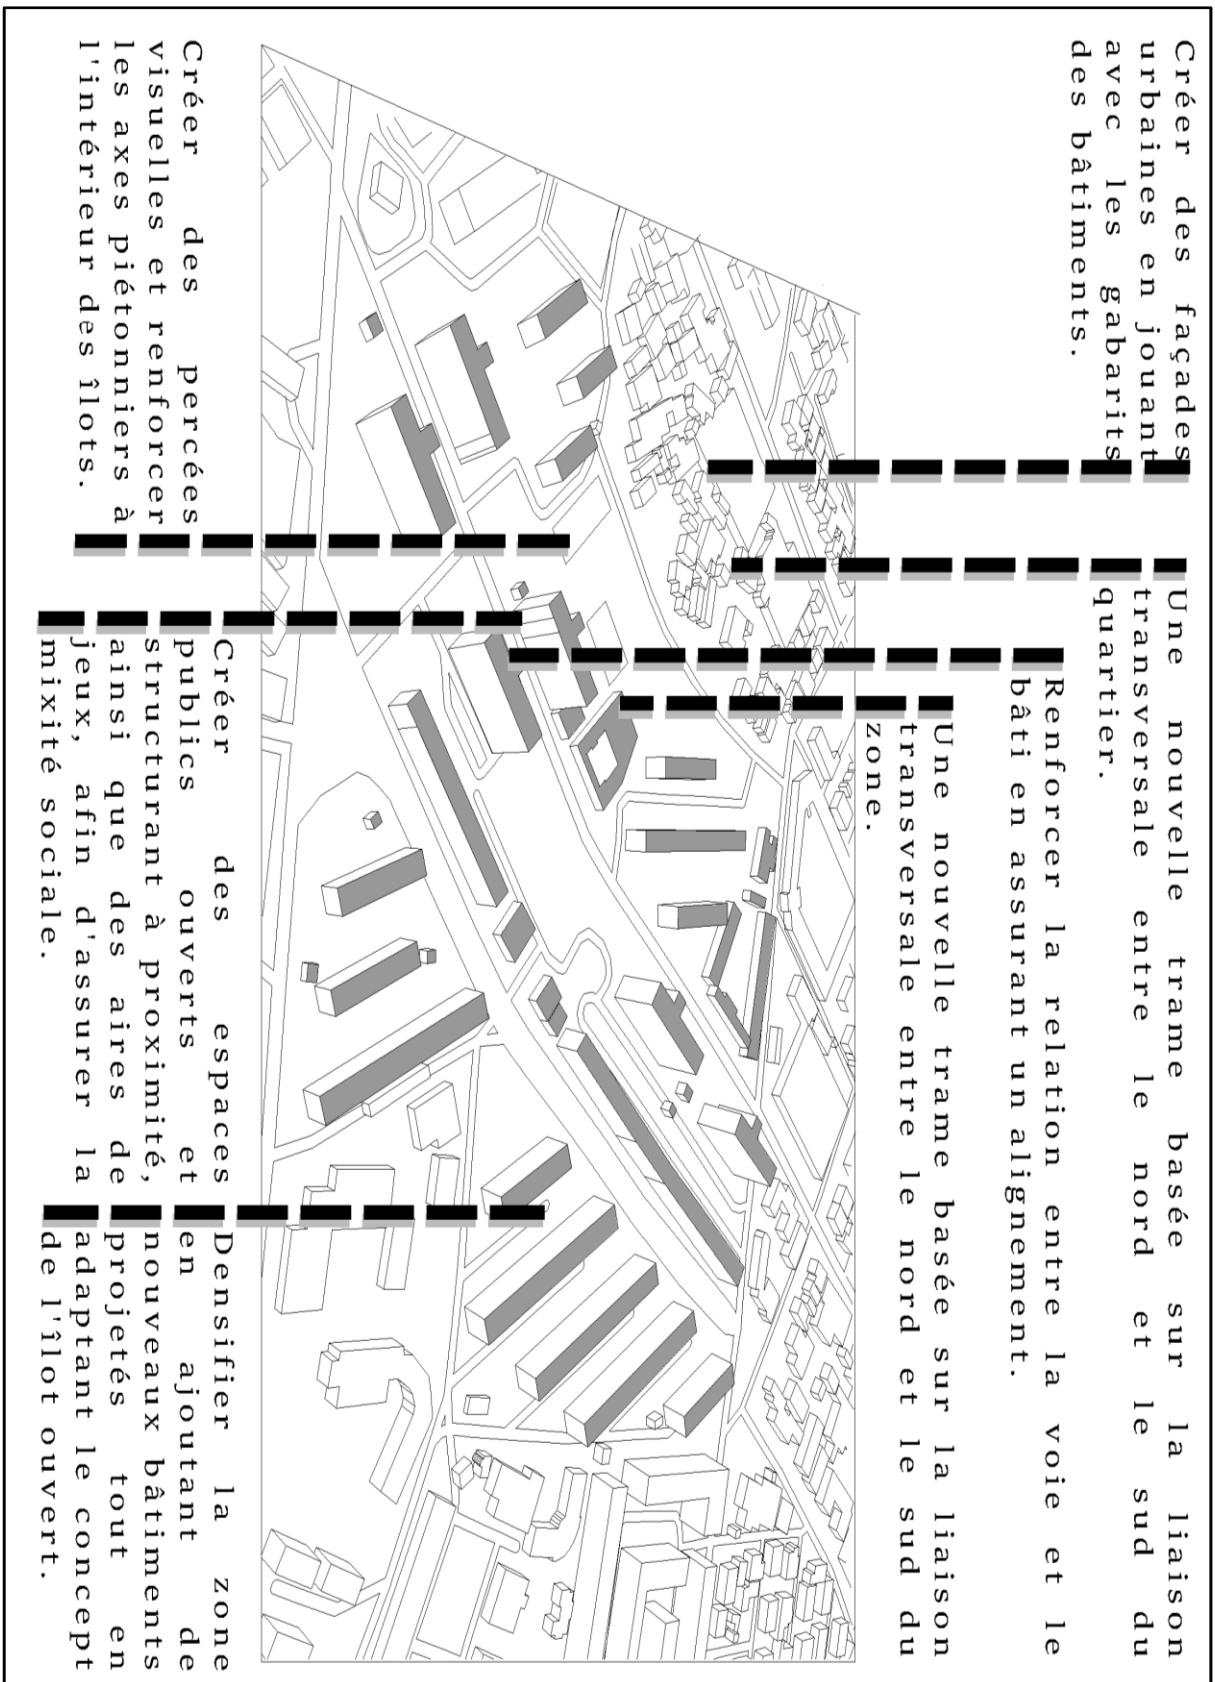 Créer des façades
urbaines en jouant
avec les gabarits
des bâtiments.
Une nouvelle trame basée sur la liaison
transversale entre le nord et le sud du
quartier.
Renforcer la relation entre la voie et le
bâti en assurant un alignement.
Une nouvelle trame basée sur la liaison
transversale entre le nord et le sud du
zone.
Créer des percées
visuelles et renforcer
les axes piétonniers à
l'intérieur des îlots.
Créer des espaces
publics ouverts et
structurant à proximité,
ainsi que des aires de
jeux, afin d'assurer la
mixité sociale.
Densifier la zone
en ajoutant de
nouveaux bâtiments
projetés tout en
adaptant le concept
de l'îlot ouvert.